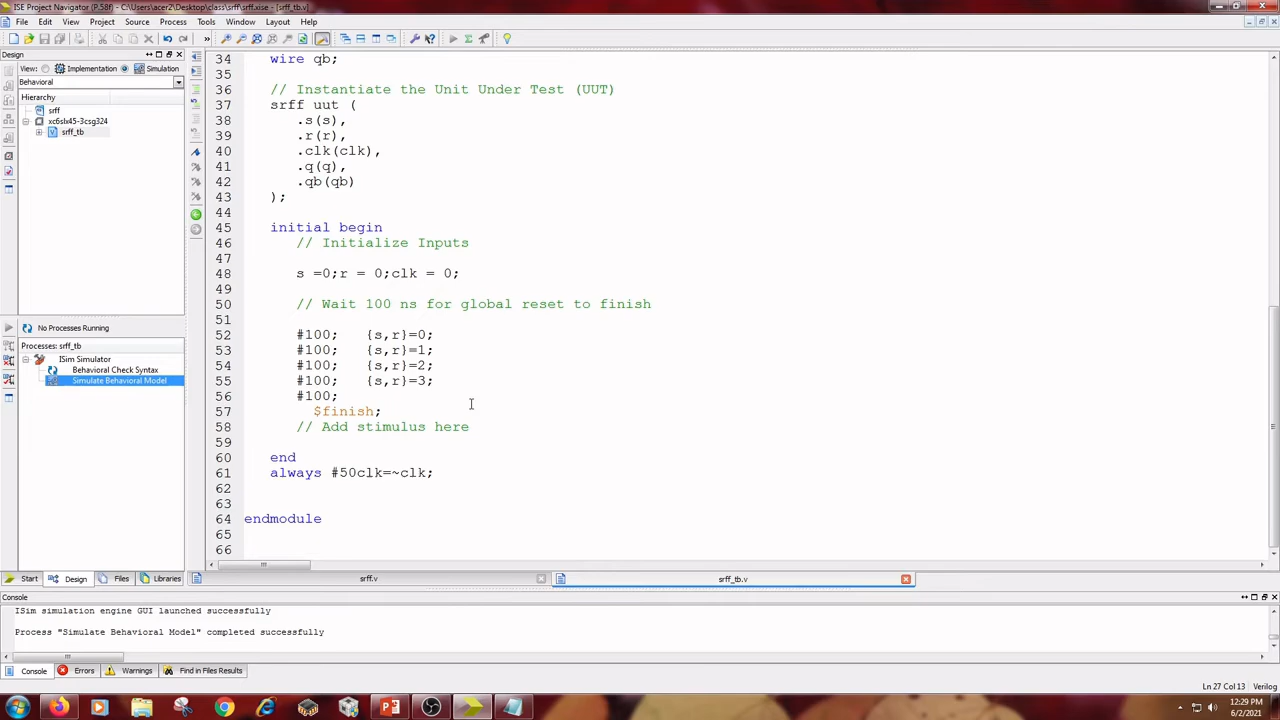 ISE Project Navigator (P.58f) - C:\Users\acer2\Desktop\class\srff\srff.xise - [srff_tb.v]
File Edit View Project Source Process Tools Window Layout Help
Design
View: Implementation Simulation
Behavioral
Hierarchy
srff
xc6slx45-3csg324
srff_tb
No Processes Running
Processes: srff_tb
ISim Simulator
Behavioral Check Syntax
Simulate Behavioral Model
34 wire qb;
35
36 // Instantiate the Unit Under Test (UUT)
37 srff uut (
38 .s(s),
39 .r(r),
40 .clk(clk),
41 .q(q),
42 .qb(qb)
43 );
44
45 initial begin
46 // Initialize Inputs
47
48 s =0;r = 0;clk = 0;
49
50 // Wait 100 ns for global reset to finish
51
52 #100; {s,r}=0;
53 #100; {s,r}=1;
54 #100; {s,r}=2;
55 #100; {s,r}=3;
56 #100;
57 $finish;
58 // Add stimulus here
59
60 end
61 always #50clk=~clk;
62
63
64 endmodule
65
66
Start Design Files Libraries
srff.v srff_tb.v
Console
ISim simulation engine GUI launched successfully
Process "Simulate Behavioral Model" completed successfully
Console Errors Warnings Find in Files Results
Ln 27 Col 13 Verilog
12:29 PM
6/2/2021